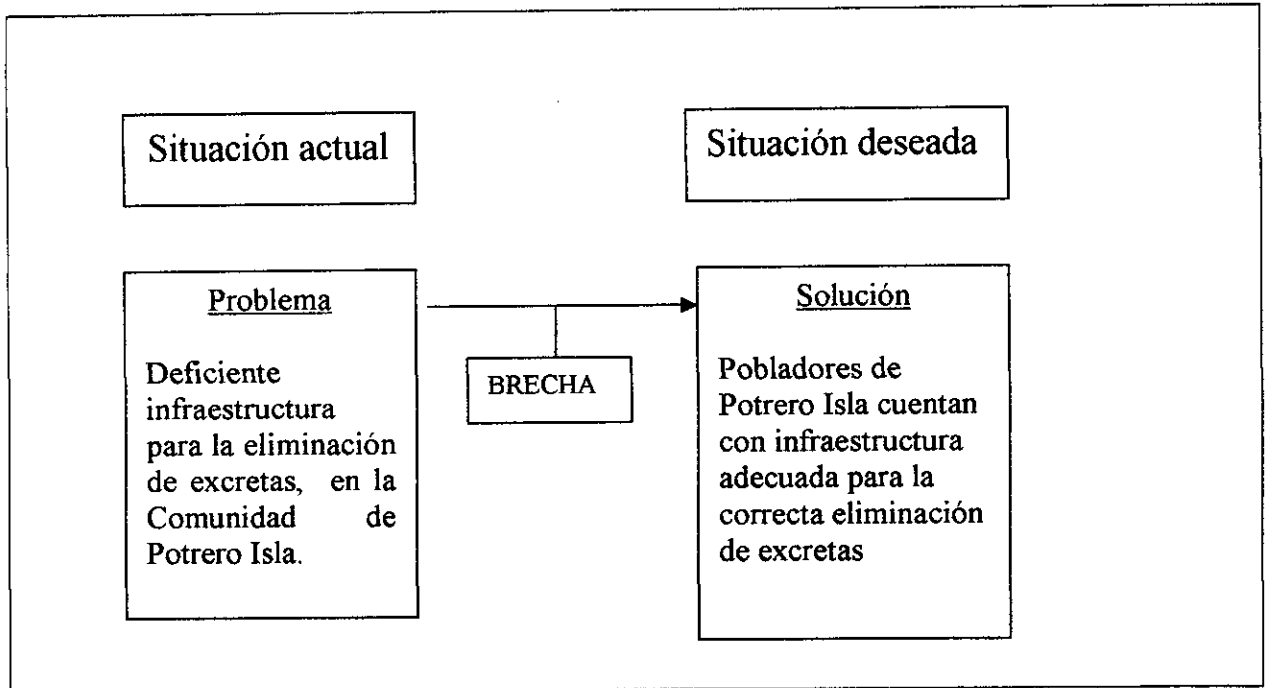 Situación actual
Situación deseada
Problema
Deficiente
infraestructura
para la eliminación
de excretas, en la
Comunidad de
Potrero Isla.
BRECHA
Solución
Pobladores de
Potrero Isla cuentan
con infraestructura
adecuada para la
correcta eliminación
de excretas